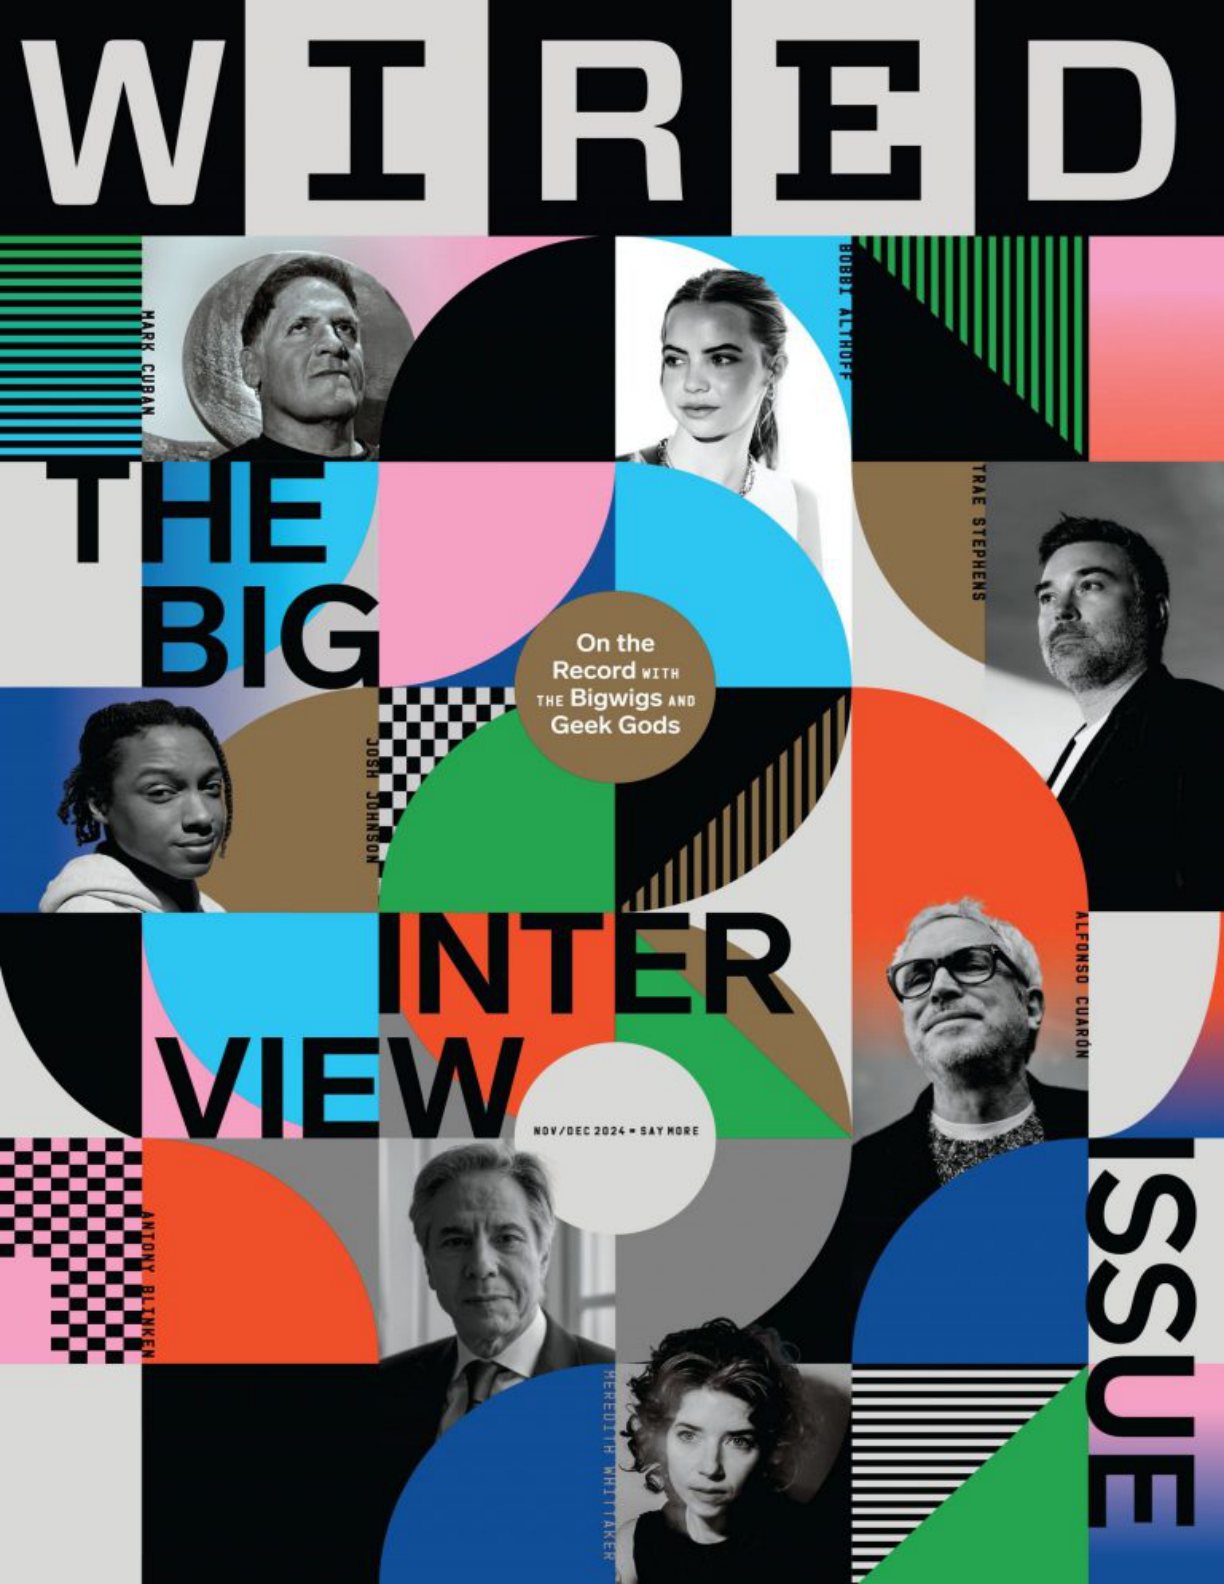 WIRED
MARK CUBAN
BOBBI ALTHOFF
THE
BIG
TRAE STEPHENS
On the
Record WITH
THE Bigwigs AND
Geek Gods
JOSH JOHNSON
INTER
VIEW
ALFONSO CUARÓN
NOV/DEC 2024 ■ SAY MORE
ISSUE
ANTONY BLINKEN
MEREDITH WHITTAKER